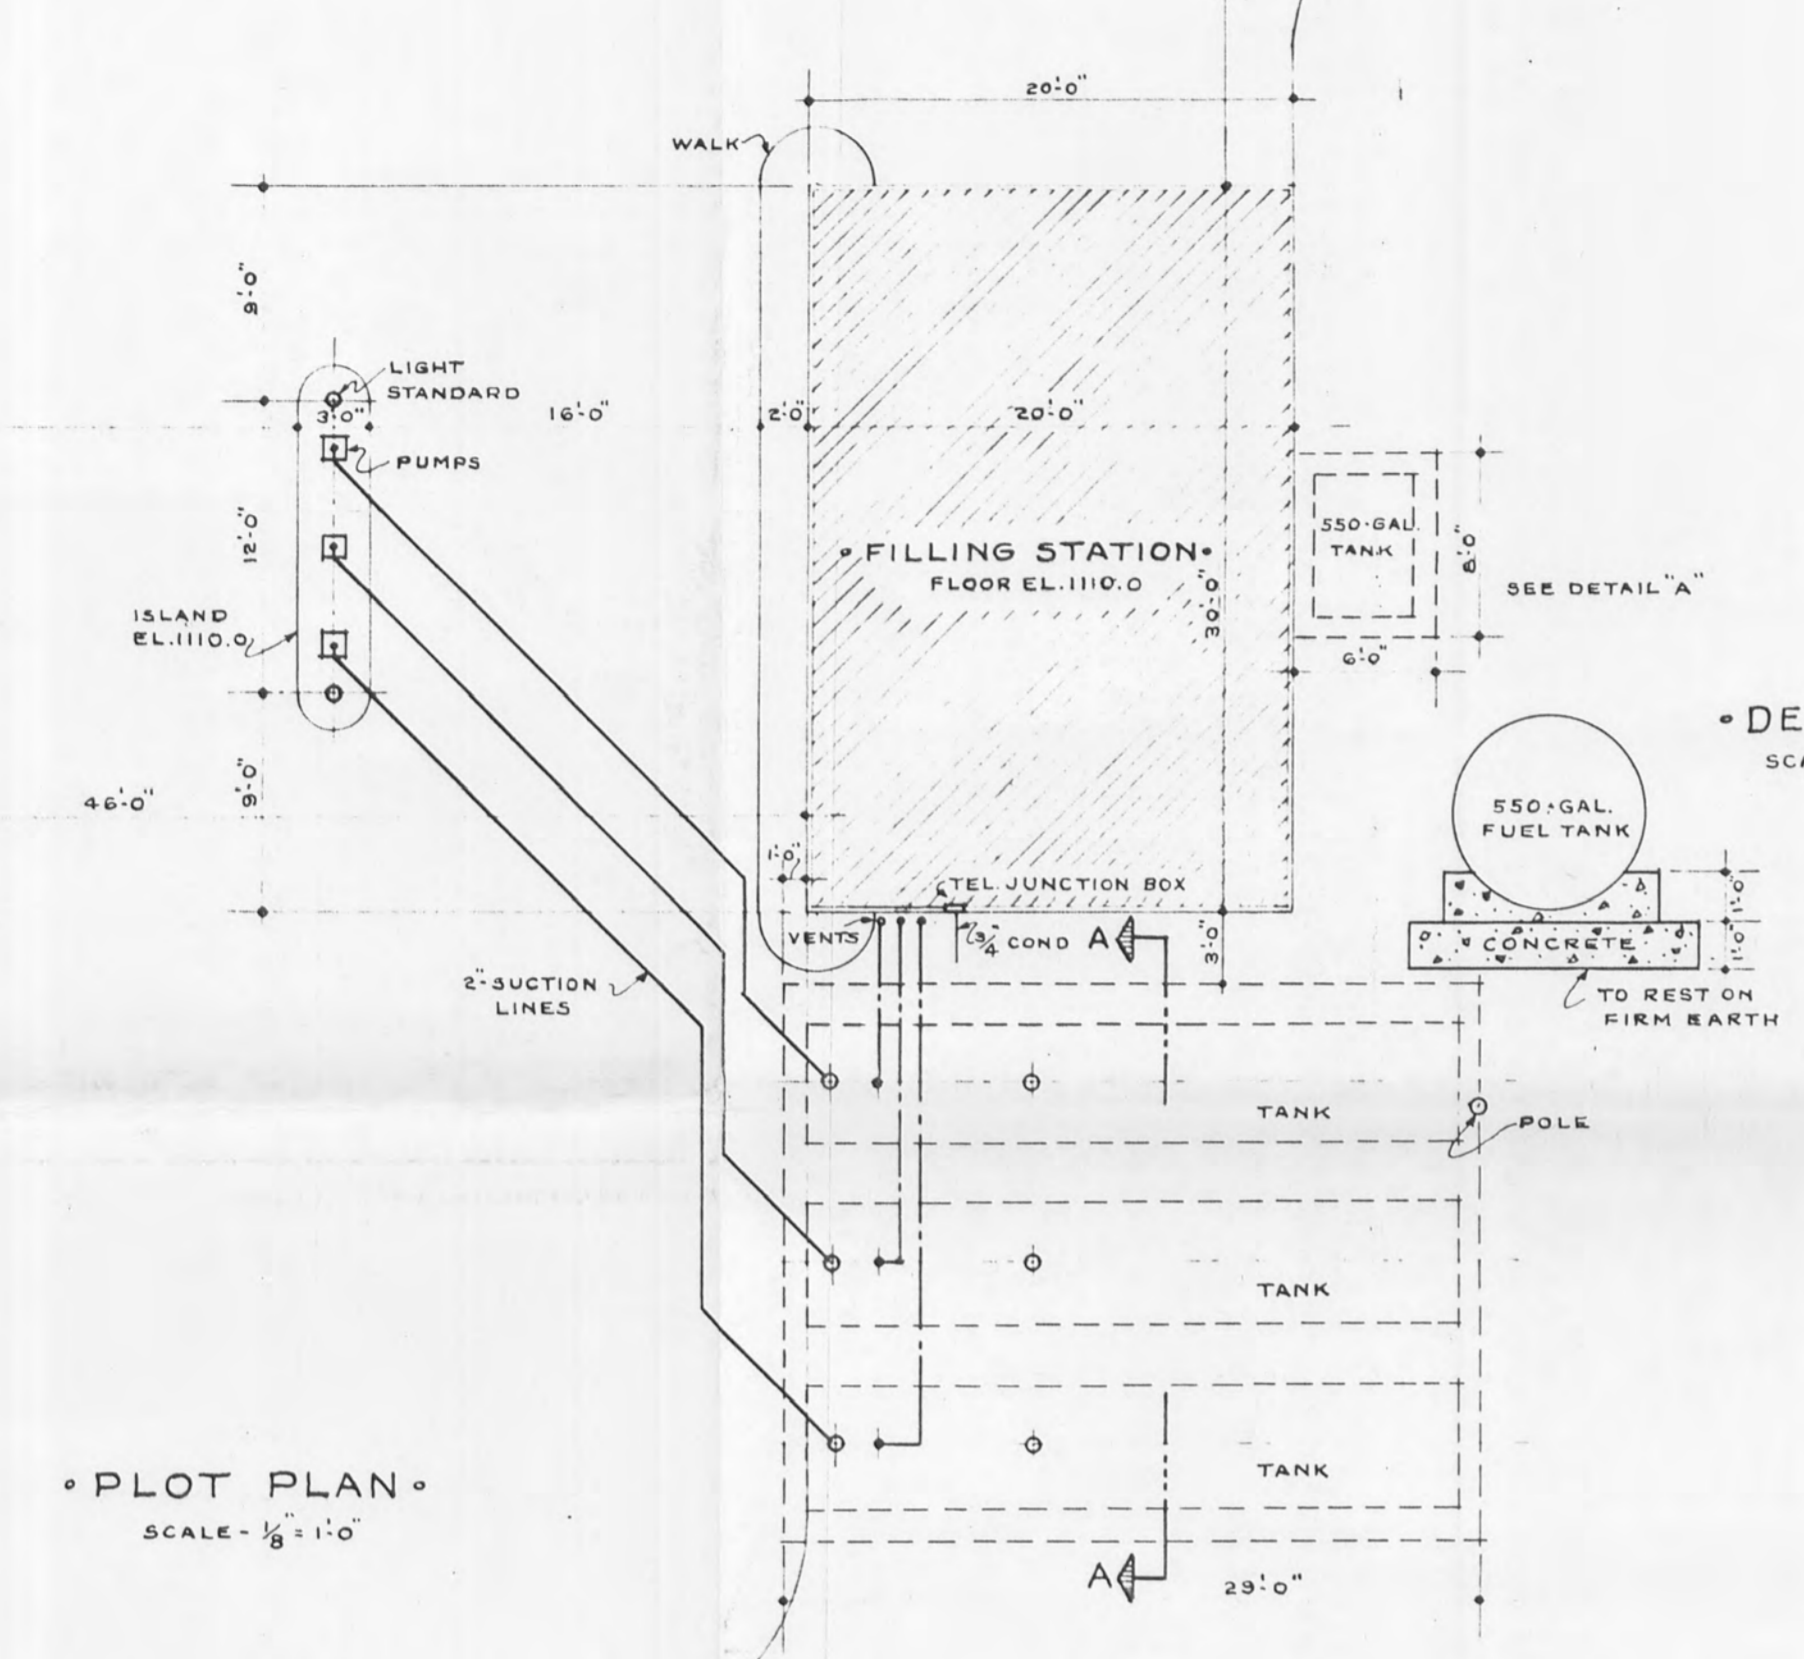 20'-0"
WALK
9'-0"
LIGHT
STANDARD
3'-0"
16'-0"
2'-0"
20'-0"
PUMPS
12'-0"
550-GAL.
TANK
8'-0"
FILLING STATION
FLOOR EL. 1110.0
30'-0"
SEE DETAIL "A"
ISLAND
EL. 1110.0
6'-0"
DE
SCA
46'-0"
9'-0"
550-GAL.
FUEL TANK
1'-0"
TEL. JUNCTION BOX
1'-0"
VENTS
3/4" COND
A
3'-0"
CONCRETE
1'-0"
2"-SUCTION
LINES
TO REST ON
FIRM EARTH
TANK
POLE
TANK
TANK
PLOT PLAN
SCALE - 1/8" = 1'-0"
A
29'-0"